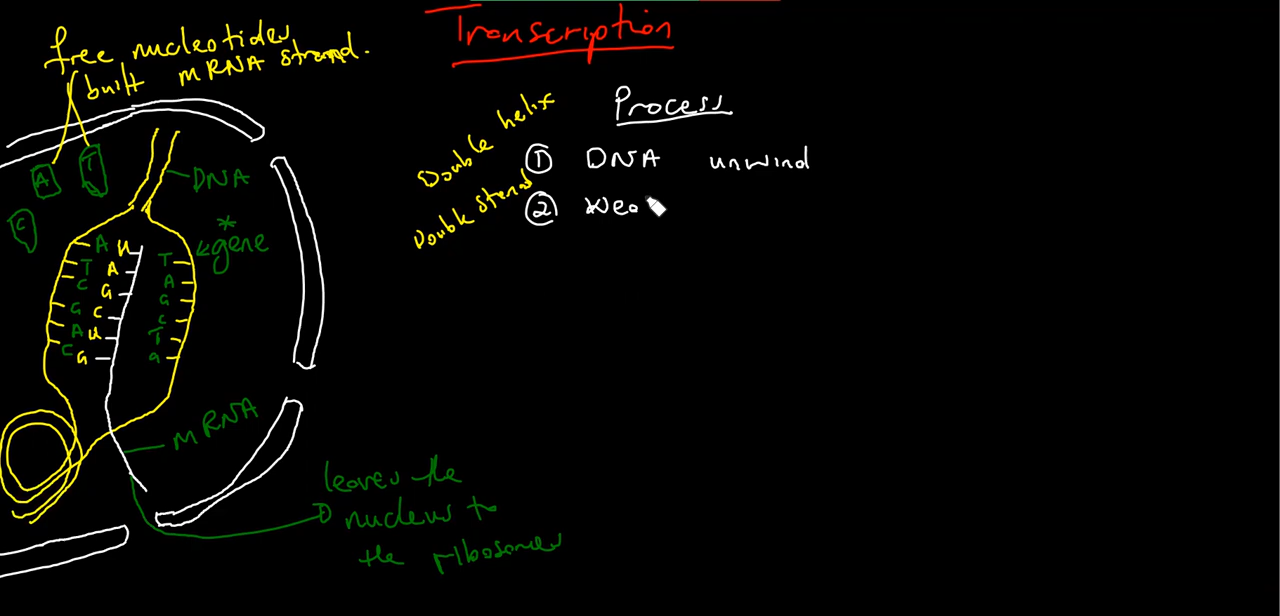 Transcription
free nucleotides
built mRNA strand.
Process
Double helix
① DNA unwind
Double strand
② Wea
A T
C
DNA
*
gene
A U T
T A A
C G G
G C C
A U T
C G G
mRNA
leaves the
nucleus to
the ribosomes